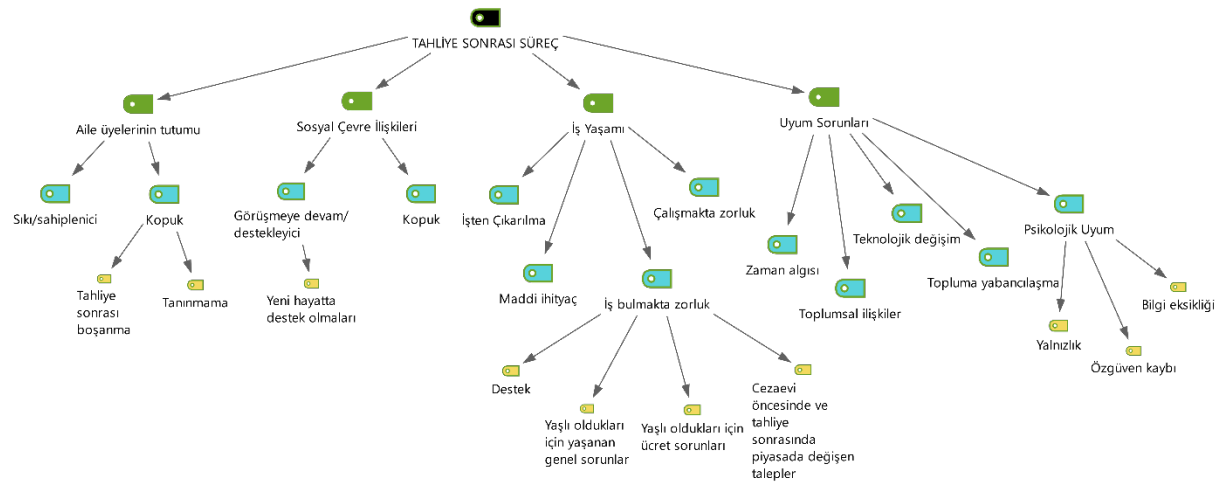 TAHLİYE SONRASI SÜREÇ
Aile üyelerinin tutumu
Sosyal Çevre İlişkileri
İş Yaşamı
Uyum Sorunları
Sıkı/sahiplenici
Kopuk
Görüşmeye devam/
destekleyici
Kopuk
İşten Çıkarılma
Çalışmakta zorluk
Teknolojik değişim
Psikolojik Uyum
Zaman algısı
Topluma yabancılaşma
Maddi ihityaç
İş bulmakta zorluk
Toplumsal ilişkiler
Tahliye
sonrası
boşanma
Tanınmama
Yeni hayatta
destek olmaları
Bilgi eksikliği
Yalnızlık
Özgüven kaybı
Destek
Yaşlı oldukları
için yaşanan
genel sorunlar
Yaşlı oldukları için
ücret sorunları
Cezaevi
öncesinde ve
tahliye
sonrasında
piyasada değişen
talepler